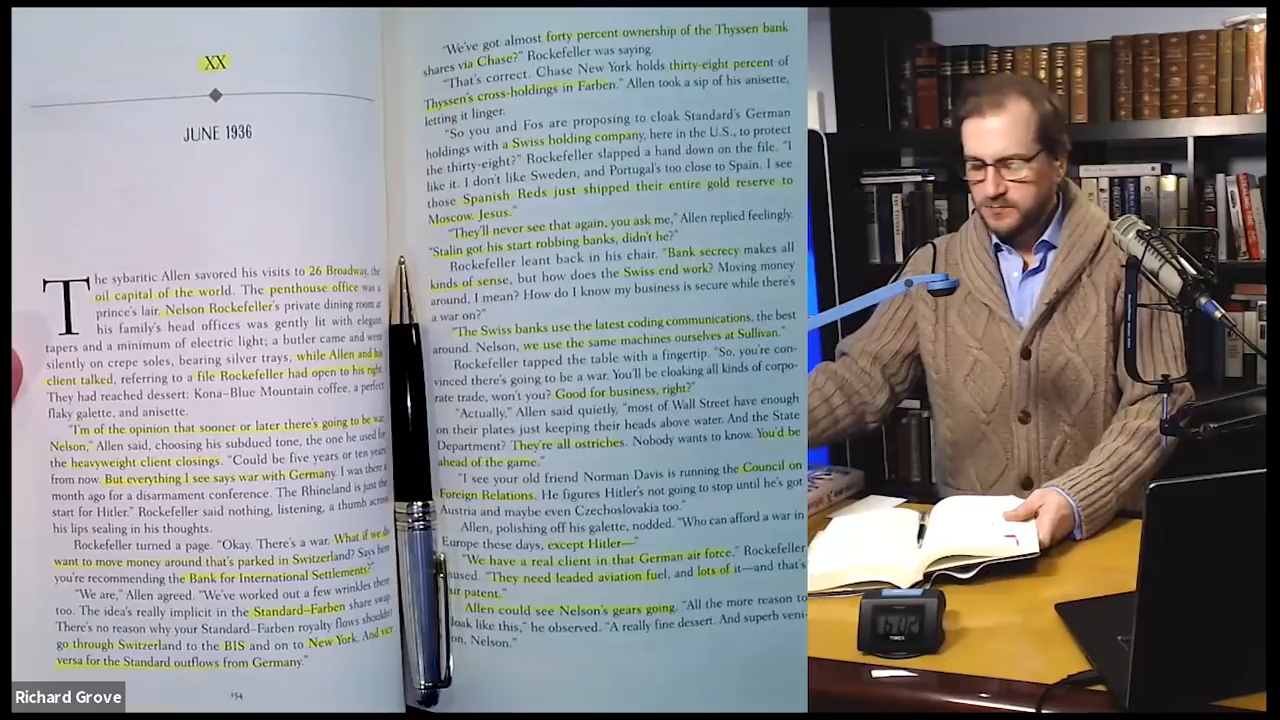 XX
JUNE 1936
The sybaritic Allen savored his visits to 26 Broadway, the
oil capital of the world. The penthouse office was a
prince's lair. Nelson Rockefeller's private dining room at
his family's head offices was gently lit with elegant
tapers and a minimum of electric light; a butler came and went
silently on crepe soles, bearing silver trays, while Allen and his
client talked, referring to a file Rockefeller had open to his right.
They had reached dessert: Kona–Blue Mountain coffee, a perfect
flaky galette, and anisette.
"I'm of the opinion that sooner or later there's going to be war,
Nelson," Allen said, choosing his subdued tone, the one he used for
the heavyweight client closings. "Could be five years or ten years
from now. But everything I see says war with Germany. I was there a
month ago for a disarmament conference. The Rhineland is just the
start for Hitler." Rockefeller said nothing, listening, a thumb across
his lips sealing in his thoughts.
Rockefeller turned a page. "Okay. There's a war. What if we do
want to move money around that's parked in Switzerland? Says here
you're recommending the Bank for International Settlements?"
"We are," Allen agreed. "We've worked out a few wrinkles there
too. The idea's really implicit in the Standard–Farben share swap.
There's no reason why your Standard–Farben royalty flows shouldn't
go through Switzerland to the BIS and on to New York. And vice
versa for the Standard outflows from Germany."
154
"We've got almost forty percent ownership of the Thyssen bank
shares via Chase?" Rockefeller was saying.
"That's correct. Chase New York holds thirty-eight percent of
Thyssen's cross-holdings in Farben." Allen took a sip of his anisette,
letting it linger.
"So you and Fos are proposing to cloak Standard's German
holdings with a Swiss holding company, here in the U.S., to protect
the thirty-eight?" Rockefeller slapped a hand down on the file. "I
like it. I don't like Sweden, and Portugal's too close to Spain. I see
those Spanish Reds just shipped their entire gold reserve to
Moscow. Jesus."
"They'll never see that again, you ask me," Allen replied feelingly.
"Stalin got his start robbing banks, didn't he?"
Rockefeller leant back in his chair. "Bank secrecy makes all
kinds of sense, but how does the Swiss end work? Moving money
around, I mean? How do I know my business is secure while there's
a war on?"
"The Swiss banks use the latest coding communications, the best
around. Nelson, we use the same machines ourselves at Sullivan."
Rockefeller tapped the table with a fingertip. "So, you're con-
vinced there's going to be a war. You'll be cloaking all kinds of corpo-
rate trade, won't you? Good for business, right?"
"Actually," Allen said quietly, "most of Wall Street have enough
on their plates just keeping their heads above water. And the State
Department? They're all ostriches. Nobody wants to know. You'd be
ahead of the game."
"I see your old friend Norman Davis is running the Council on
Foreign Relations. He figures Hitler's not going to stop until he's got
Austria and maybe even Czechoslovakia too."
Allen, polishing off his galette, nodded. "Who can afford a war in
Europe these days, except Hitler—"
"We have a real client in that German air force." Rockefeller
mused. "They need leaded aviation fuel, and lots of it—and that's
our patent."
Allen could see Nelson's gears going. "All the more reason to
cloak like this," he observed. "A really fine dessert. And superb veni-
son, Nelson."
Richard Grove
TIMEX